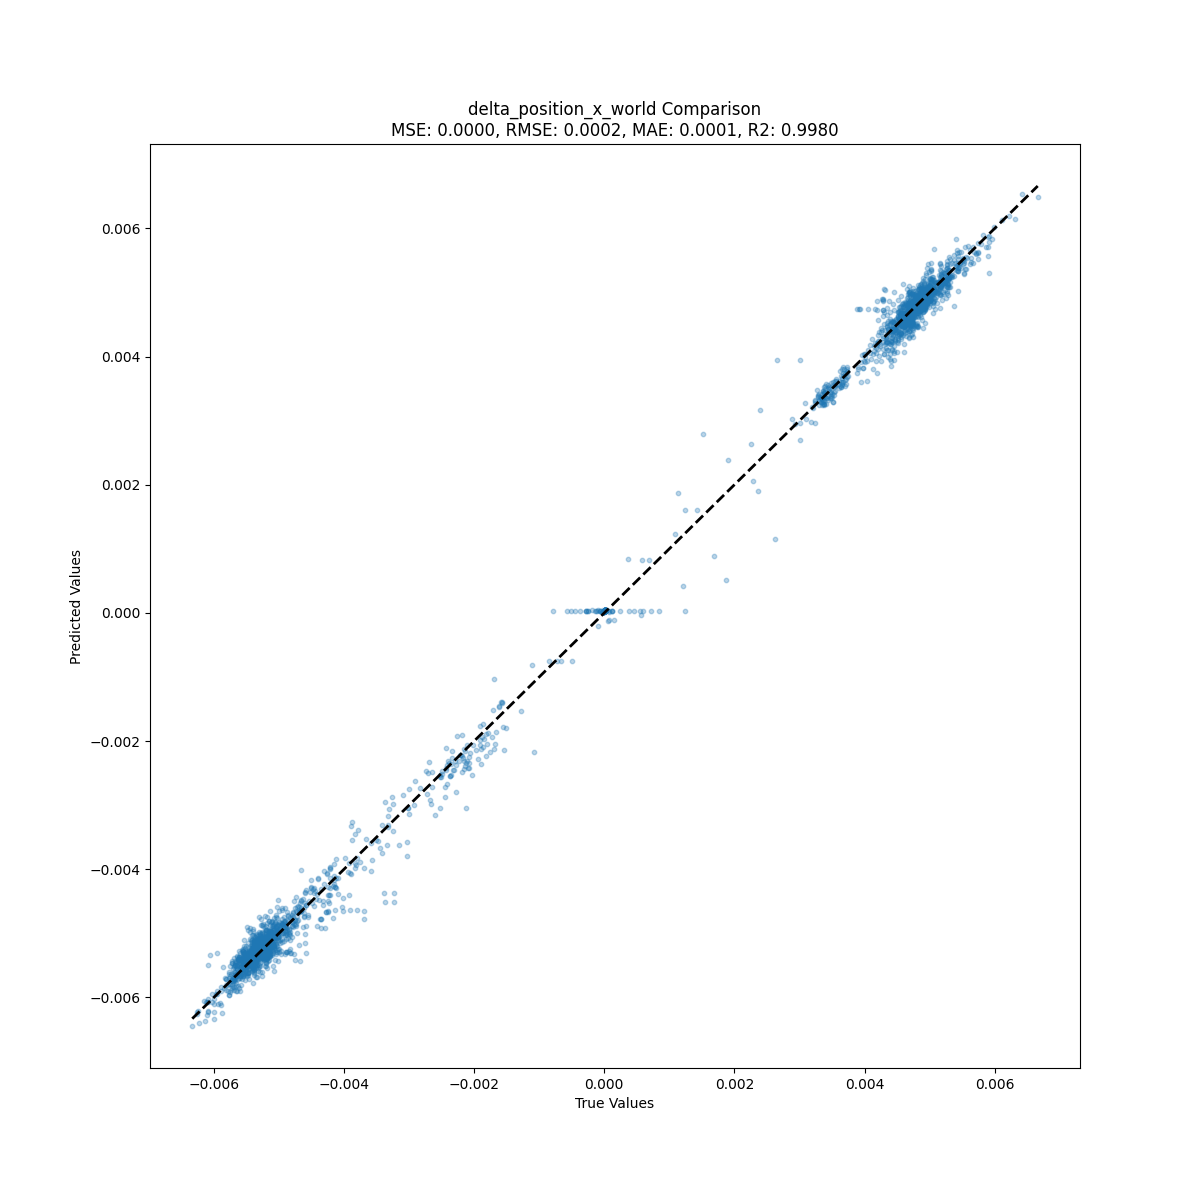 delta_position_x_world Comparison
MSE: 0.0000, RMSE: 0.0002, MAE: 0.0001, R2: 0.9980
0.006
0.004
0.002
0.000
−0.002
−0.004
−0.006
Predicted Values
−0.006 −0.004 −0.002 0.000 0.002 0.004 0.006
True Values